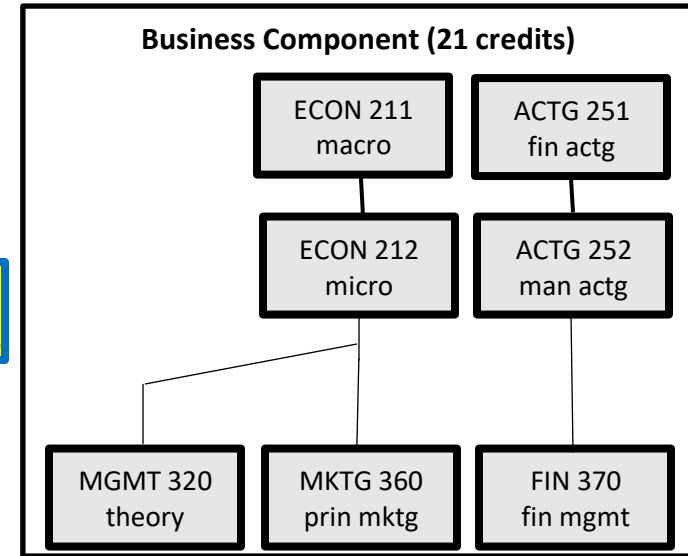 Business Component (21 credits)
ECON 211
macro
ACTG 251
fin actg
ECON 212
micro
ACTG 252
man actg
MGMT 320
theory
MKTG 360
prin mktg
FIN 370
fin mgmt